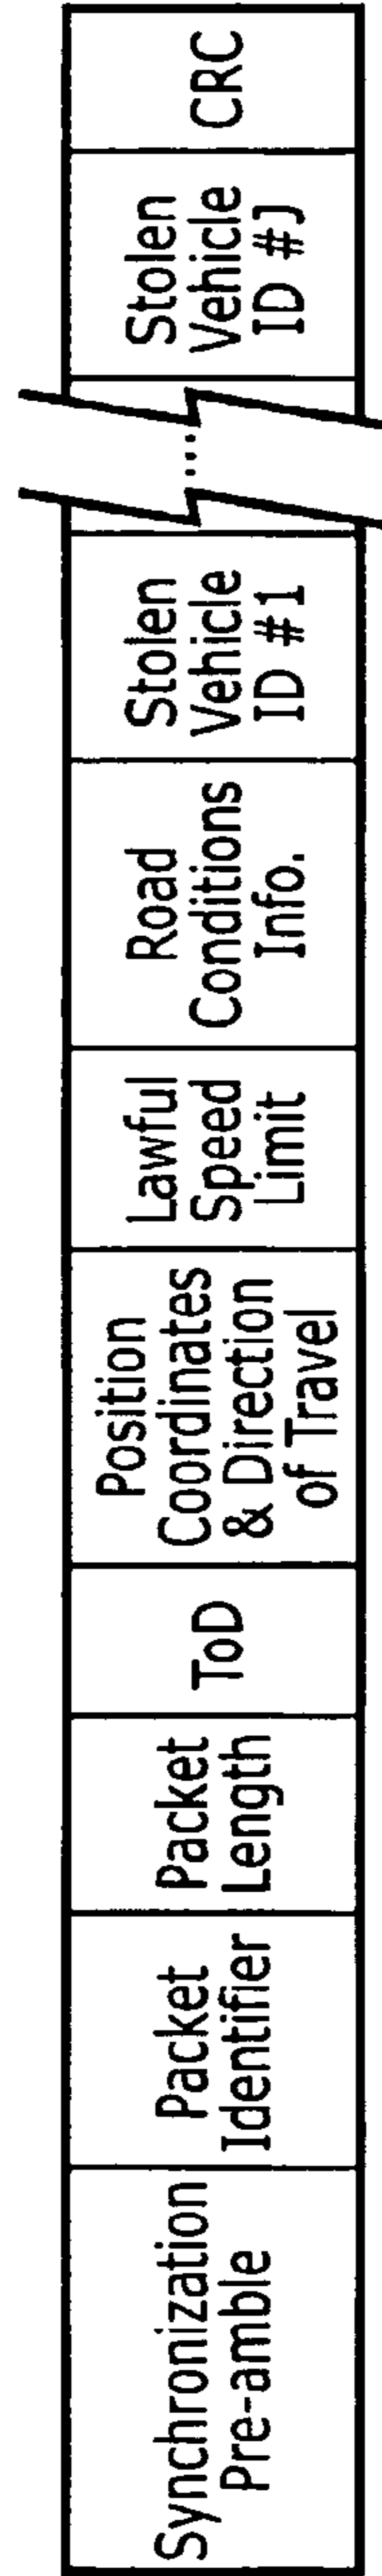 Synchronization
Pre-amble
Packet
Identifier
Packet
Length
ToD
Position
Coordinates
& Direction
of Travel
Lawful
Speed
Limit
Road
Conditions
Info.
Stolen
Vehicle
ID #1
...
Stolen
Vehicle
ID #J
CRC